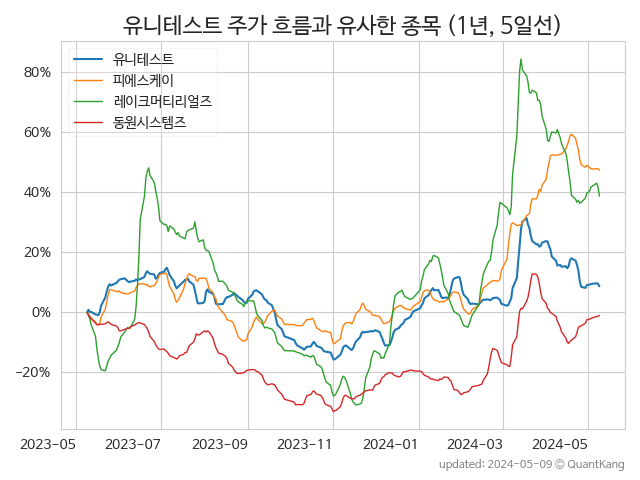 유니테스트 주가 흐름과 유사한 종목 (1년, 5일선)
유니테스트
피에스케이
레이크머티리얼즈
동원시스템즈
80%
60%
40%
20%
0%
−20%
2023-05
2023-07
2023-09
2023-11
2024-01
2024-03
2024-05
updated: 2024-05-09 © QuantKang